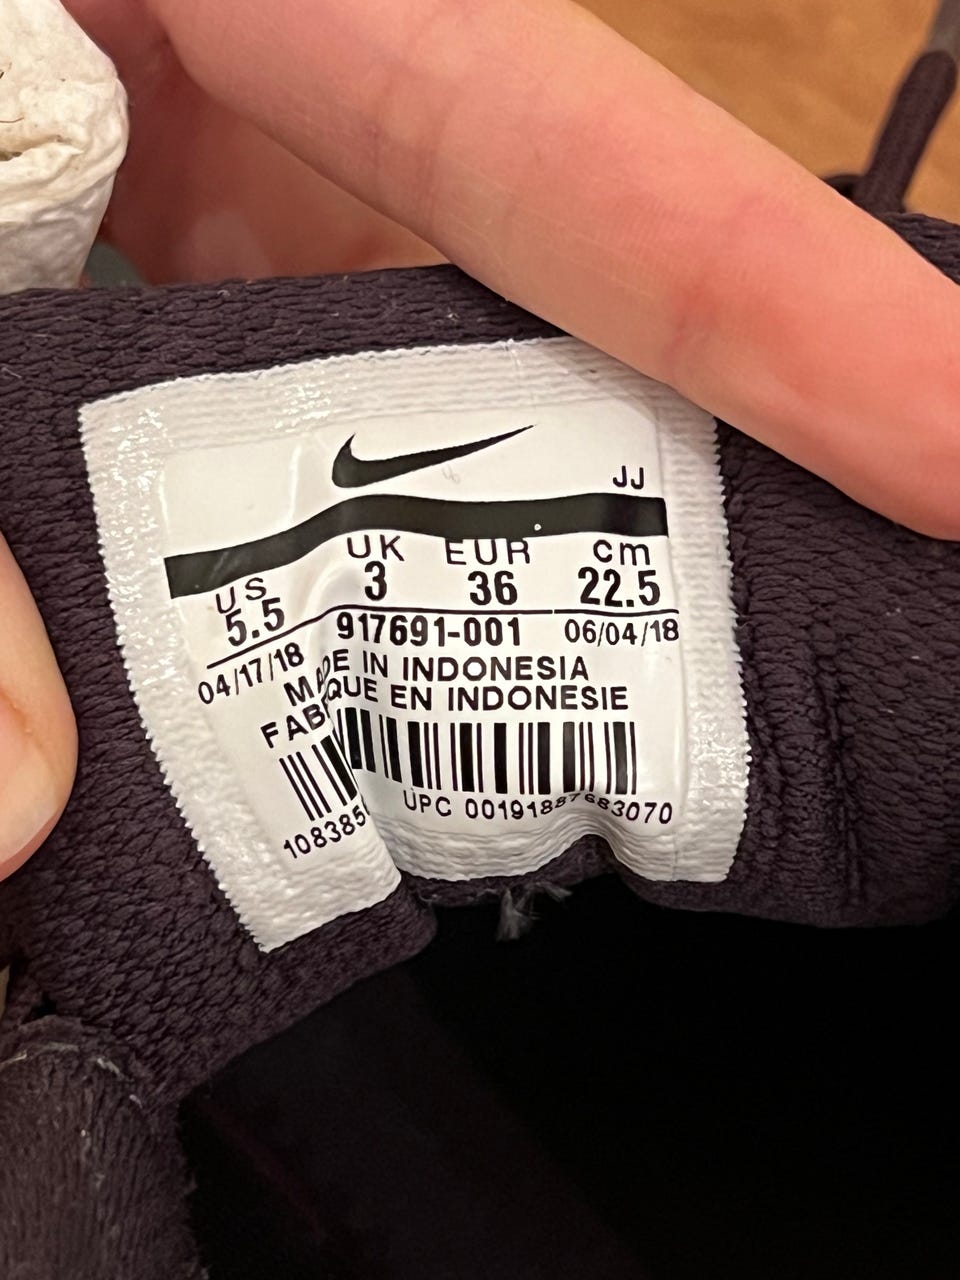 JJ
US UK EUR cm
5.5 3 36 22.5
04/17/18 917691-001 06/04/18
MADE IN INDONESIA
EN INDONESIE
UPC 00191887683070